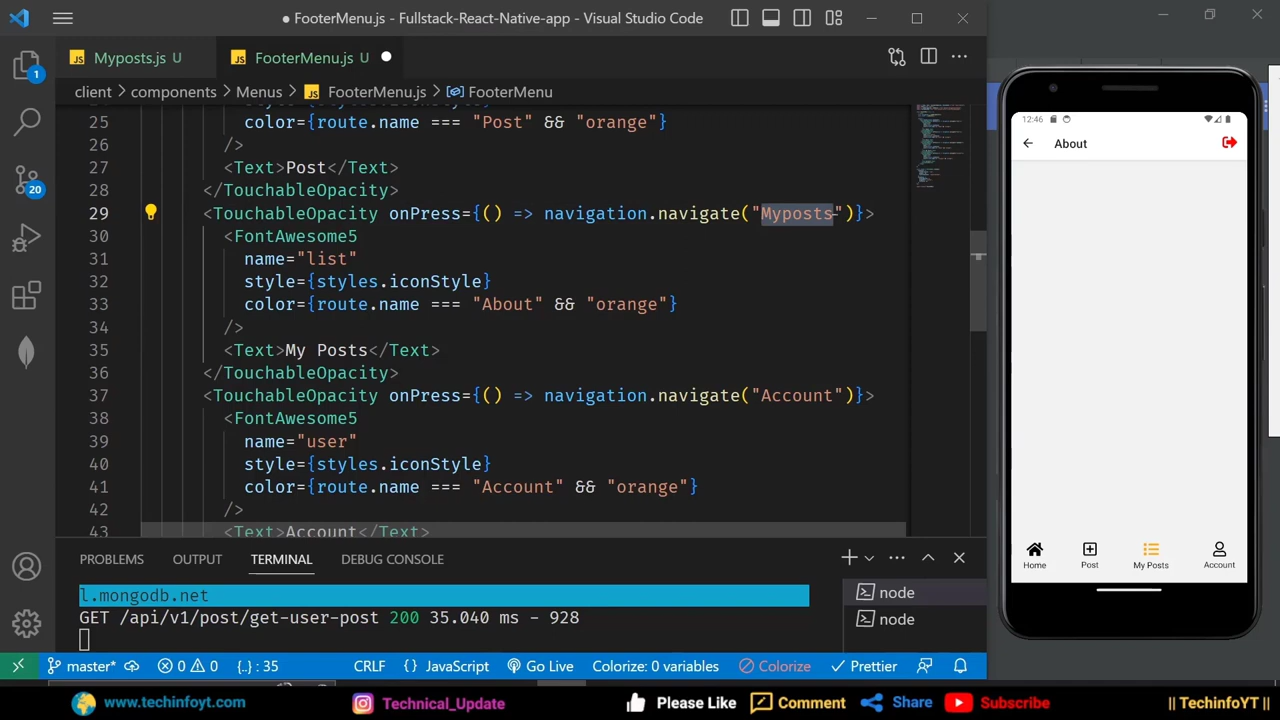 FooterMenu.js - Fullstack-React-Native-app - Visual Studio Code
JS Myposts.js U
JS FooterMenu.js U
client > components > Menus > JS FooterMenu.js > FooterMenu
25 color={route.name === "Post" && "orange"}
26 />
27 <Text>Post</Text>
28 </TouchableOpacity>
29 <TouchableOpacity onPress={() => navigation.navigate("Myposts")}>
30 <FontAwesome5
31 name="list"
32 style={styles.iconStyle}
33 color={route.name === "About" && "orange"}
34 />
35 <Text>My Posts</Text>
36 </TouchableOpacity>
37 <TouchableOpacity onPress={() => navigation.navigate("Account")}>
38 <FontAwesome5
39 name="user"
40 style={styles.iconStyle}
41 color={route.name === "Account" && "orange"}
42 />
43 <Text>Account</Text>
1
20
PROBLEMS OUTPUT TERMINAL DEBUG CONSOLE
l.mongodb.net
GET /api/v1/post/get-user-post 200 35.040 ms - 928
node
node
master* 0 0 {..} : 35 CRLF {} JavaScript Go Live Colorize: 0 variables Colorize Prettier
12:46
About
Home Post My Posts Account
www.techinfoyt.com Technical_Update Please Like Comment Share Subscribe || TechinfoYT ||